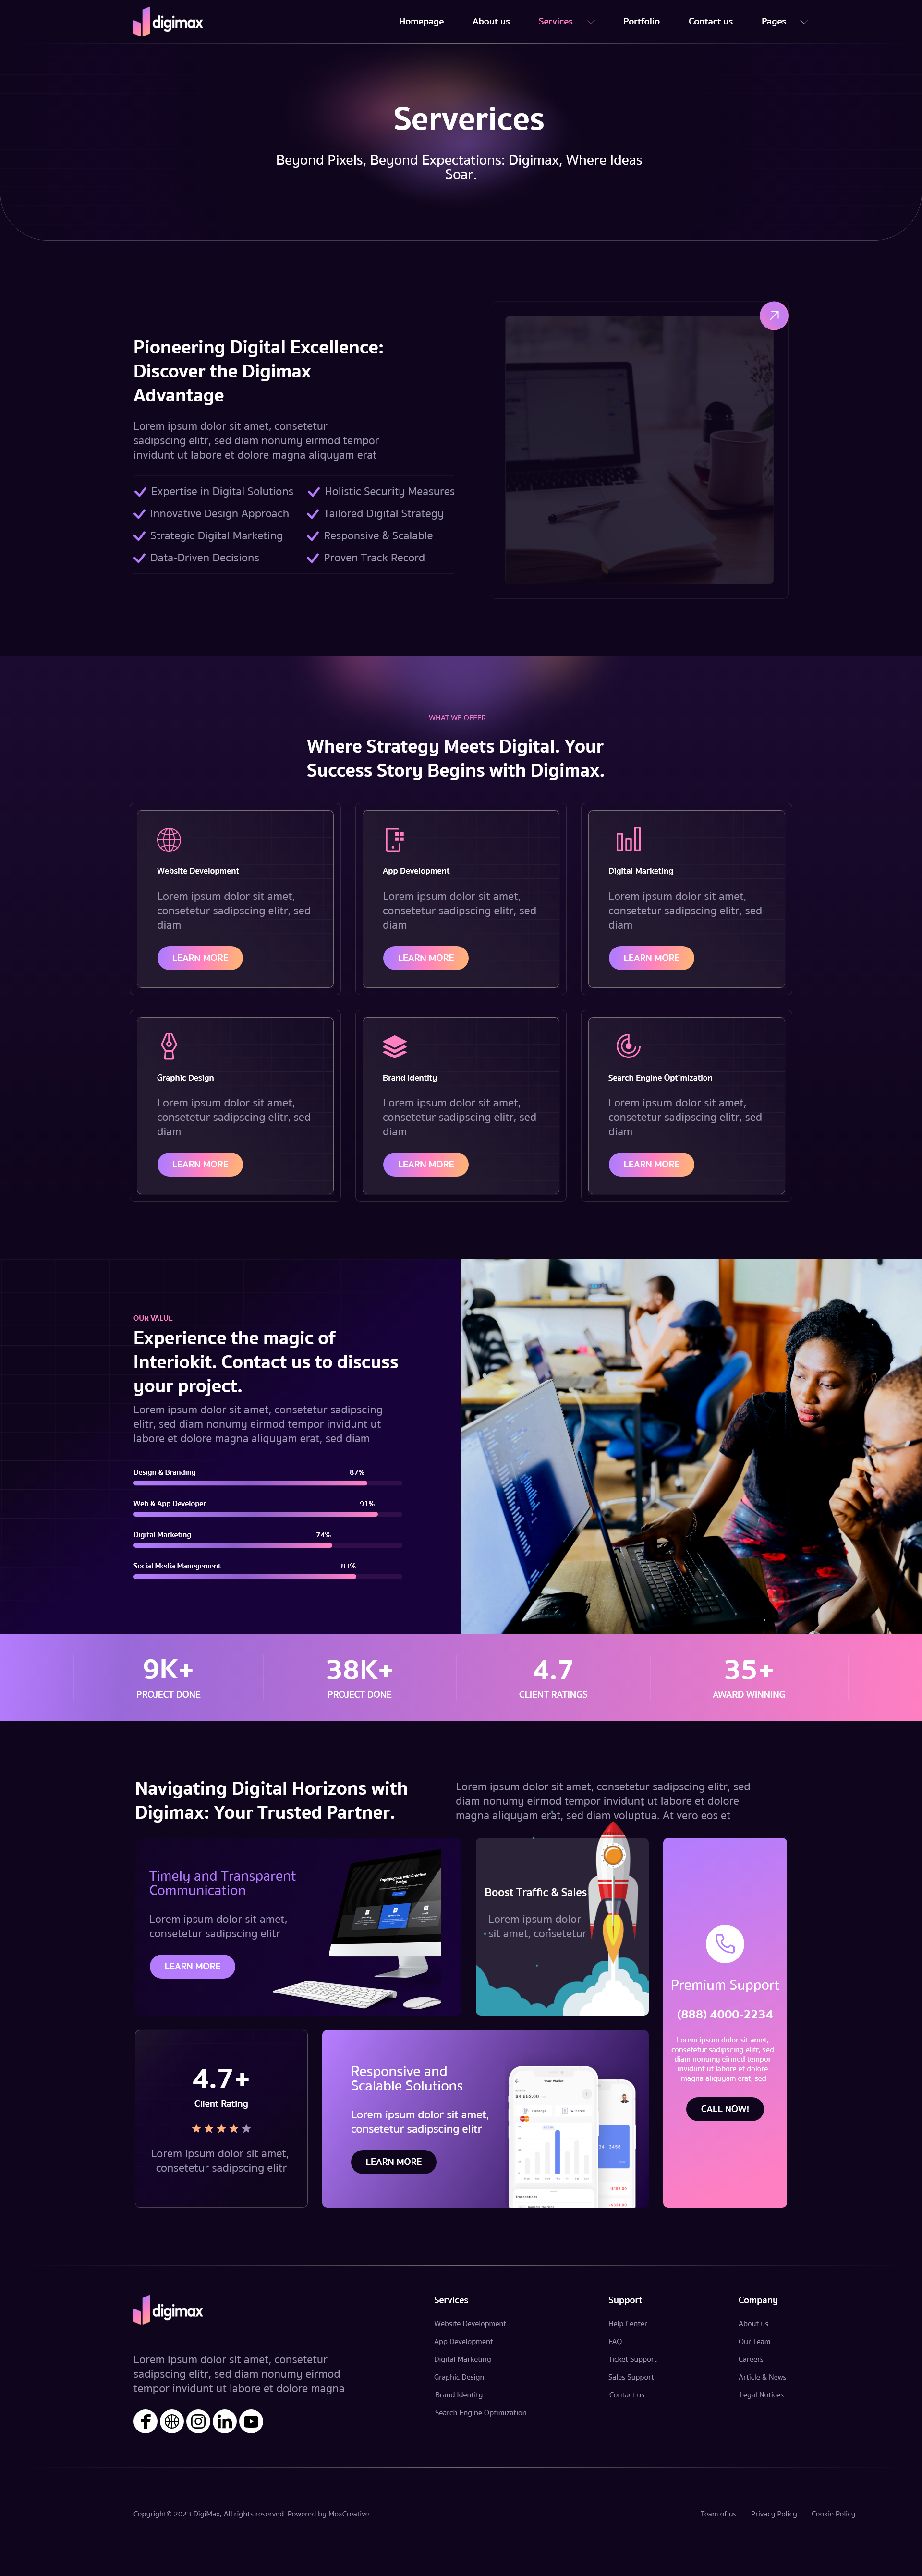 digimax
Homepage
About us
Services
Portfolio
Contact us
Pages
Serverices
Beyond Pixels, Beyond Expectations: Digimax, Where Ideas
Soar.
Pioneering Digital Excellence:
Discover the Digimax
Advantage
Lorem ipsum dolor sit amet, consetetur
sadipscing elitr, sed diam nonumy eirmod tempor
invidunt ut labore et dolore magna aliquyam erat
Expertise in Digital Solutions
Holistic Security Measures
Innovative Design Approach
Tailored Digital Strategy
Strategic Digital Marketing
Responsive & Scalable
Data-Driven Decisions
Proven Track Record
WHAT WE OFFER
Where Strategy Meets Digital. Your
Success Story Begins with Digimax.
Website Development
Lorem ipsum dolor sit amet,
consetetur sadipscing elitr, sed
diam
LEARN MORE
App Development
Lorem ipsum dolor sit amet,
consetetur sadipscing elitr, sed
diam
LEARN MORE
Digital Marketing
Lorem ipsum dolor sit amet,
consetetur sadipscing elitr, sed
diam
LEARN MORE
Graphic Design
Lorem ipsum dolor sit amet,
consetetur sadipscing elitr, sed
diam
LEARN MORE
Brand Identity
Lorem ipsum dolor sit amet,
consetetur sadipscing elitr, sed
diam
LEARN MORE
Search Engine Optimization
Lorem ipsum dolor sit amet,
consetetur sadipscing elitr, sed
diam
LEARN MORE
OUR VALUE
Experience the magic of
Interiokit. Contact us to discuss
your project.
Lorem ipsum dolor sit amet, consetetur sadipscing
elitr, sed diam nonumy eirmod tempor invidunt ut
labore et dolore magna aliquyam erat, sed diam
Design & Branding 87%
Web & App Developer 91%
Digital Marketing 74%
Social Media Manegement 83%
9K+
PROJECT DONE
38K+
PROJECT DONE
4.7
CLIENT RATINGS
35+
AWARD WINNING
Navigating Digital Horizons with
Digimax: Your Trusted Partner.
Lorem ipsum dolor sit amet, consetetur sadipscing elitr, sed
diam nonumy eirmod tempor invidunt ut labore et dolore
magna aliquyam erat, sed diam voluptua. At vero eos et
Timely and Transparent
Communication
Lorem ipsum dolor sit amet,
consetetur sadipscing elitr
LEARN MORE
Engaging you with Creative
Design
Boost Traffic & Sales
Lorem ipsum dolor
sit amet, consetetur
Premium Support
(888) 4000-2234
Lorem ipsum dolor sit amet,
consetetur sadipscing elitr, sed
diam nonumy eirmod tempor
invidunt ut labore et dolore
magna aliquyam erat, sed
CALL NOW!
4.7+
Client Rating
Lorem ipsum dolor sit amet,
consetetur sadipscing elitr
Responsive and
Scalable Solutions
Lorem ipsum dolor sit amet,
consetetur sadipscing elitr
LEARN MORE
Your Wallet
$4,862.00
Exchange
Transactions
3456
digimax
Lorem ipsum dolor sit amet, consetetur
sadipscing elitr, sed diam nonumy eirmod
tempor invidunt ut labore et dolore magna
Services
Website Development
App Development
Digital Marketing
Graphic Design
Brand Identity
Search Engine Optimization
Support
Help Center
FAQ
Ticket Support
Sales Support
Contact us
Company
About us
Our Team
Careers
Article & News
Legal Notices
Copyright© 2023 DigiMax, All rights reserved. Powered by MoxCreative.
Team of us
Privacy Policy
Cookie Policy